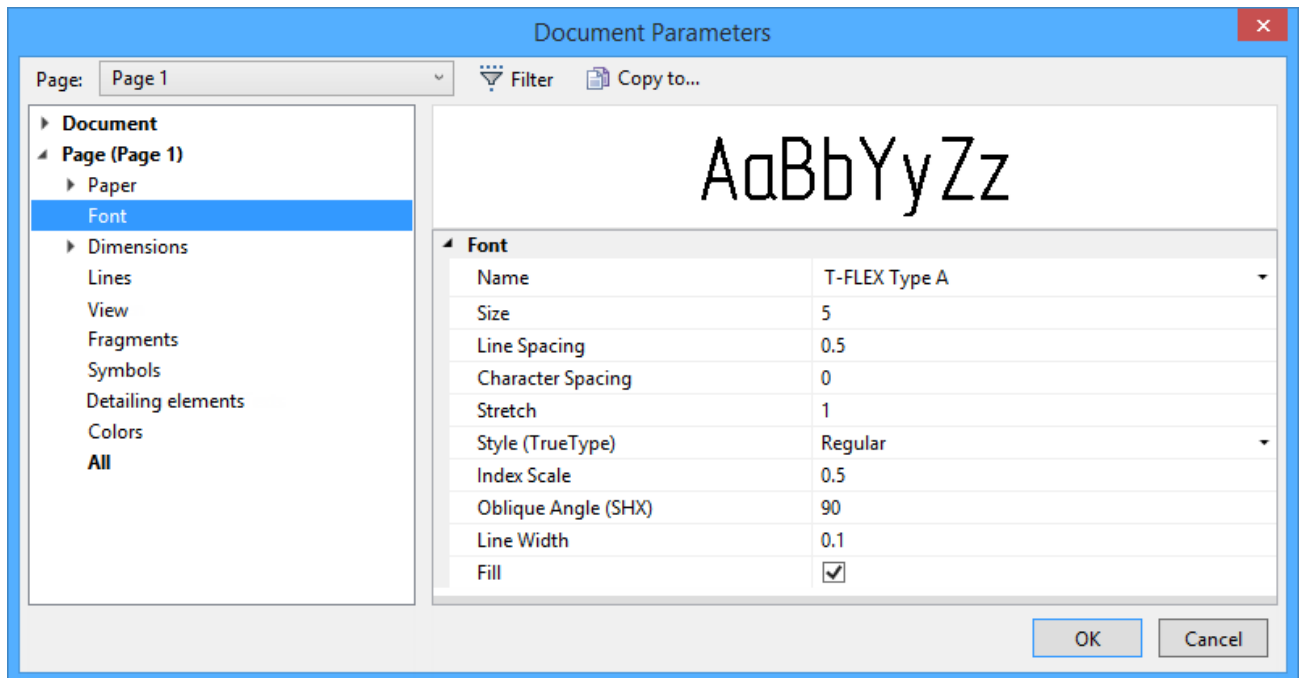 Document Parameters
Page: Page 1 Filter Copy to...
Document
Page (Page 1)
Paper
Font
Dimensions
Lines
View
Fragments
Symbols
Detailing elements
Colors
All
AaBbYyZz
Font
Name T-FLEX Type A
Size 5
Line Spacing 0.5
Character Spacing 0
Stretch 1
Style (TrueType) Regular
Index Scale 0.5
Oblique Angle (SHX) 90
Line Width 0.1
Fill
OK Cancel